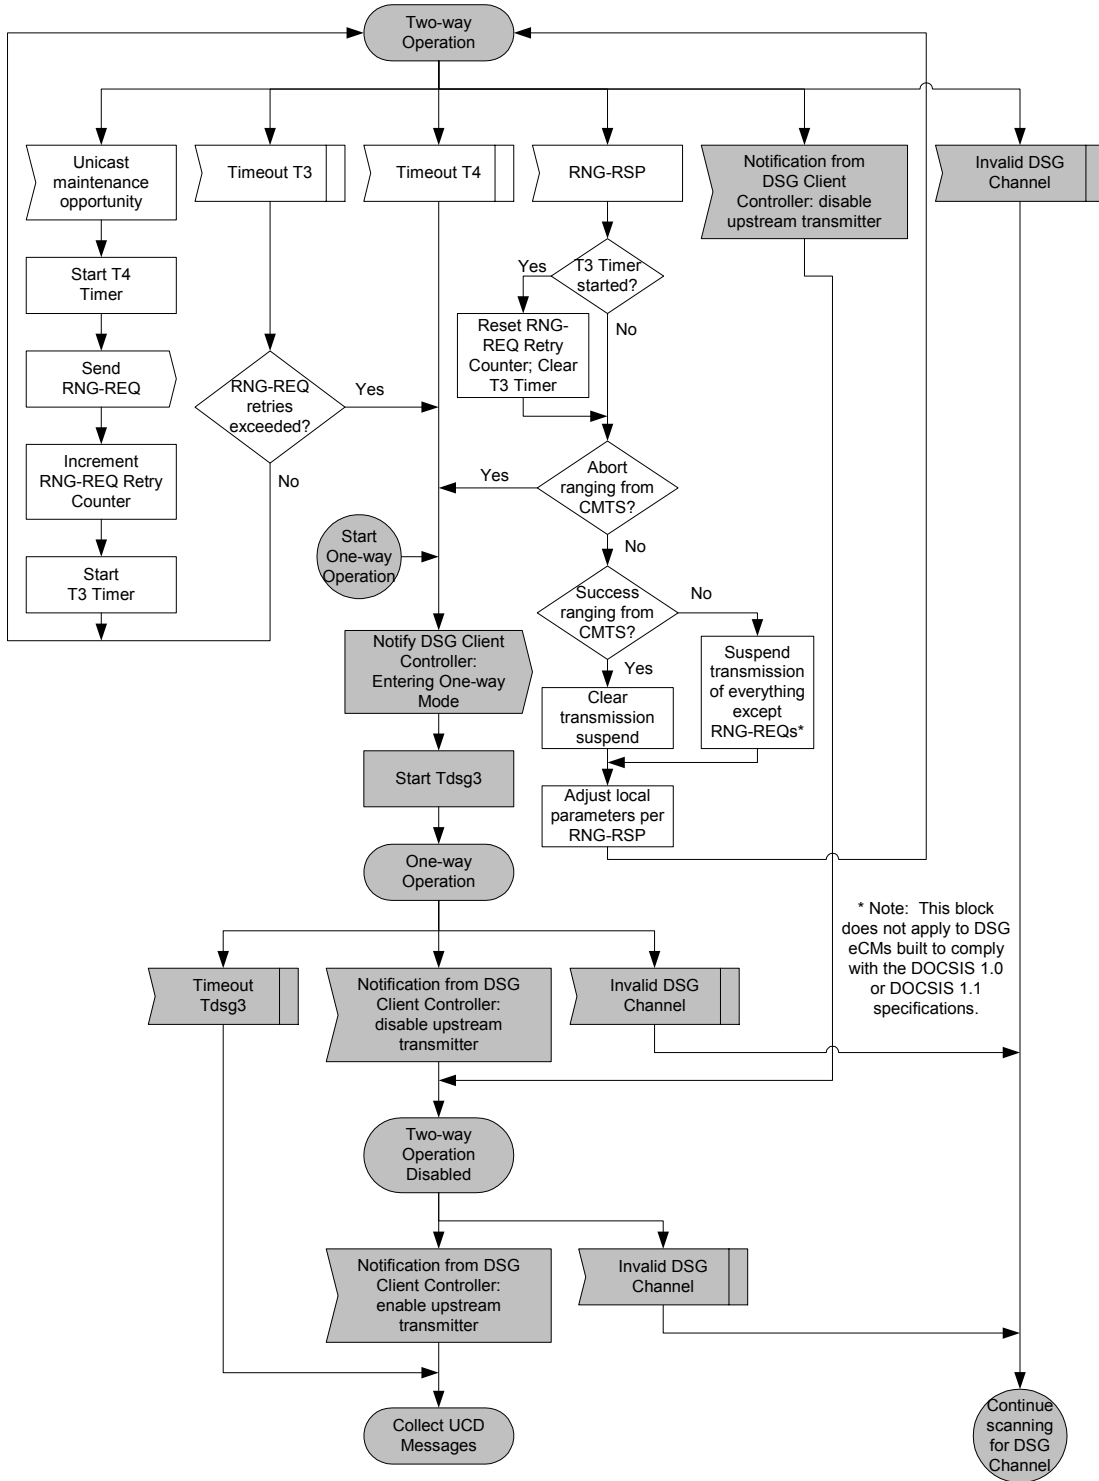 Two-way
Operation
Unicast
maintenance
opportunity
Timeout T3
Timeout T4
RNG-RSP
Notification from
DSG Client
Controller: disable
upstream transmitter
Invalid DSG
Channel
Start T4
Timer
Yes
T3 Timer
started?
Reset RNG-
REQ Retry
Counter; Clear
T3 Timer
No
Send
RNG-REQ
RNG-REQ
retries
exceeded?
Yes
No
Increment
RNG-REQ Retry
Counter
Yes
Abort
ranging from
CMTS?
No
Start
One-way
Operation
Start
T3 Timer
Success
ranging from
CMTS?
No
Yes
Notify DSG Client
Controller:
Entering One-way
Mode
Suspend
transmission
of everything
except
RNG-REQs*
Clear
transmission
suspend
Start Tdsg3
Adjust local
parameters per
RNG-RSP
One-way
Operation
* Note: This block
does not apply to DSG
eCMs built to comply
with the DOCSIS 1.0
or DOCSIS 1.1
specifications.
Timeout
Tdsg3
Notification from DSG
Client Controller:
disable upstream
transmitter
Invalid DSG
Channel
Two-way
Operation
Disabled
Notification from DSG
Client Controller:
enable upstream
transmitter
Invalid DSG
Channel
Collect UCD
Messages
Continue
scanning
for DSG
Channel